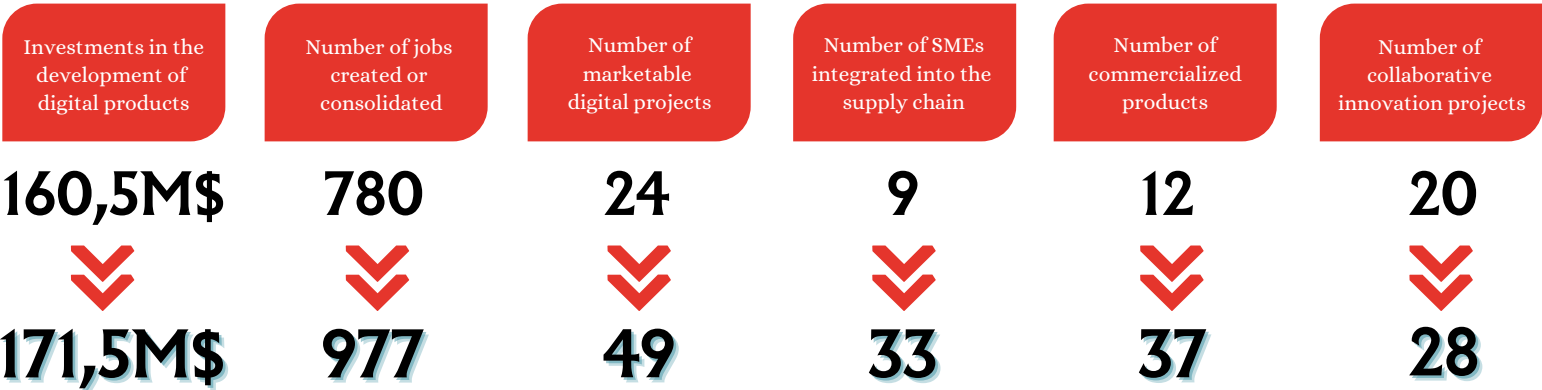 Investments in the
development of
digital products
Number of jobs
created or
consolidated
Number of
marketable
digital projects
Number of SMEs
integrated into the
supply chain
Number of
commercialized
products
Number of
collaborative
innovation projects
160,5M$
780
24
9
12
20
171,5M$
977
49
33
37
28